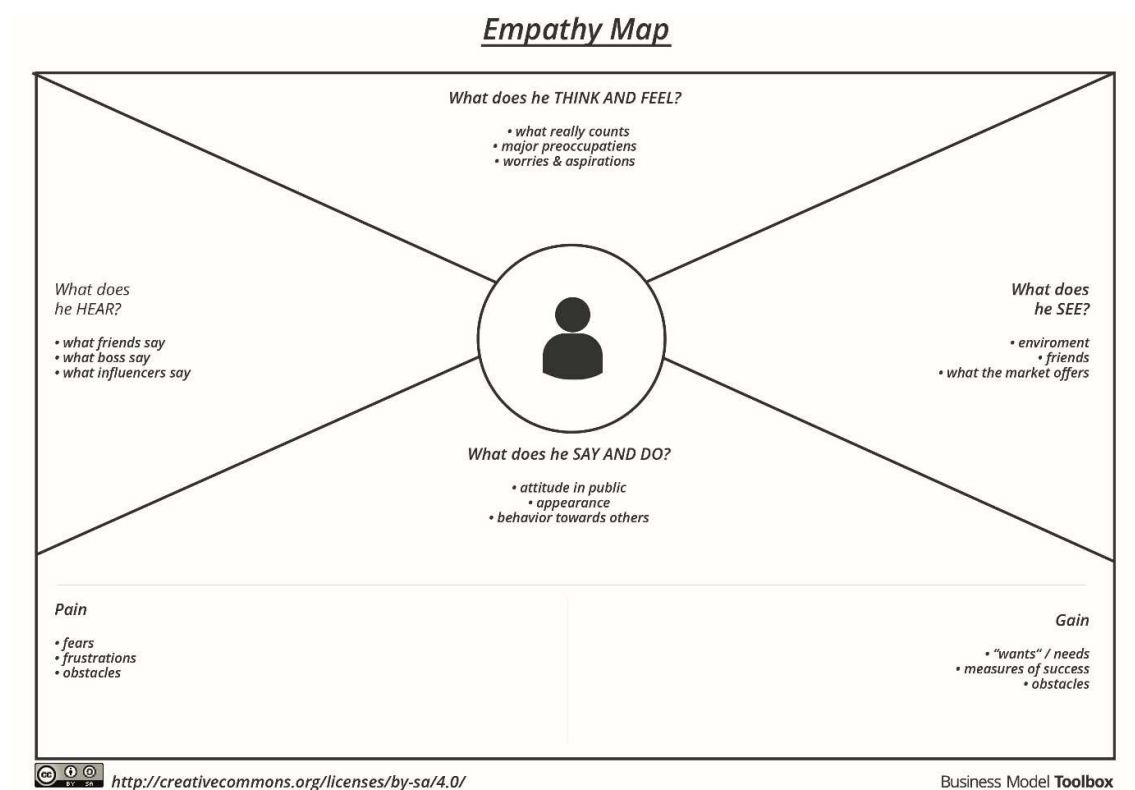 Empathy Map
What does he THINK AND FEEL?
• what really counts
• major preoccupatiens
• worries & aspirations
What does
he HEAR?
• what friends say
• what boss say
• what influencers say
What does
he SEE?
• enviroment
• friends
• what the market offers
What does he SAY AND DO?
• attitude in public
• appearance
• behavior towards others
Pain
• fears
• frustrations
• obstacles
Gain
• “wants” / needs
• measures of success
• obstacles
cc BY SA
http://creativecommons.org/licenses/by-sa/4.0/
Business Model Toolbox